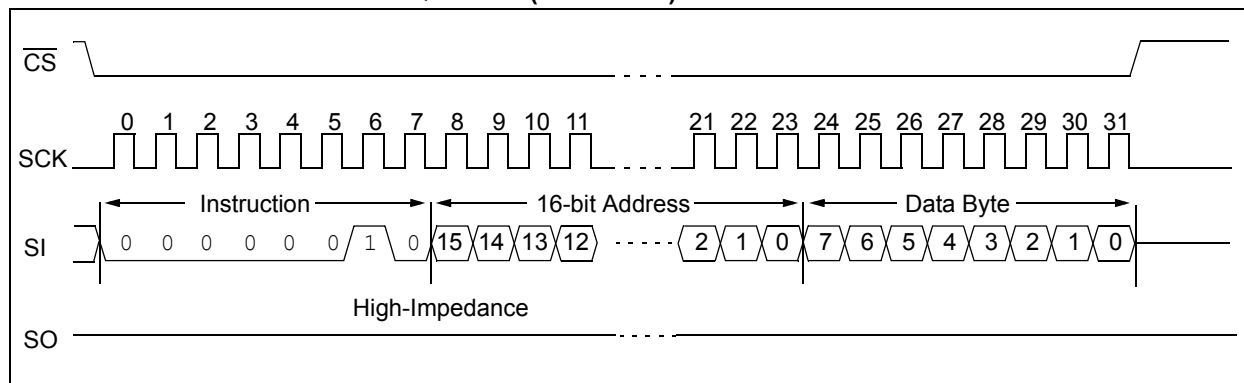 CS
0 1 2 3 4 5 6 7 8 9 10 11 21 22 23 24 25 26 27 28 29 30 31
SCK
Instruction 16-bit Address Data Byte
SI 0 0 0 0 0 0 1 0 15 14 13 12 2 1 0 7 6 5 4 3 2 1 0
High-Impedance
SO